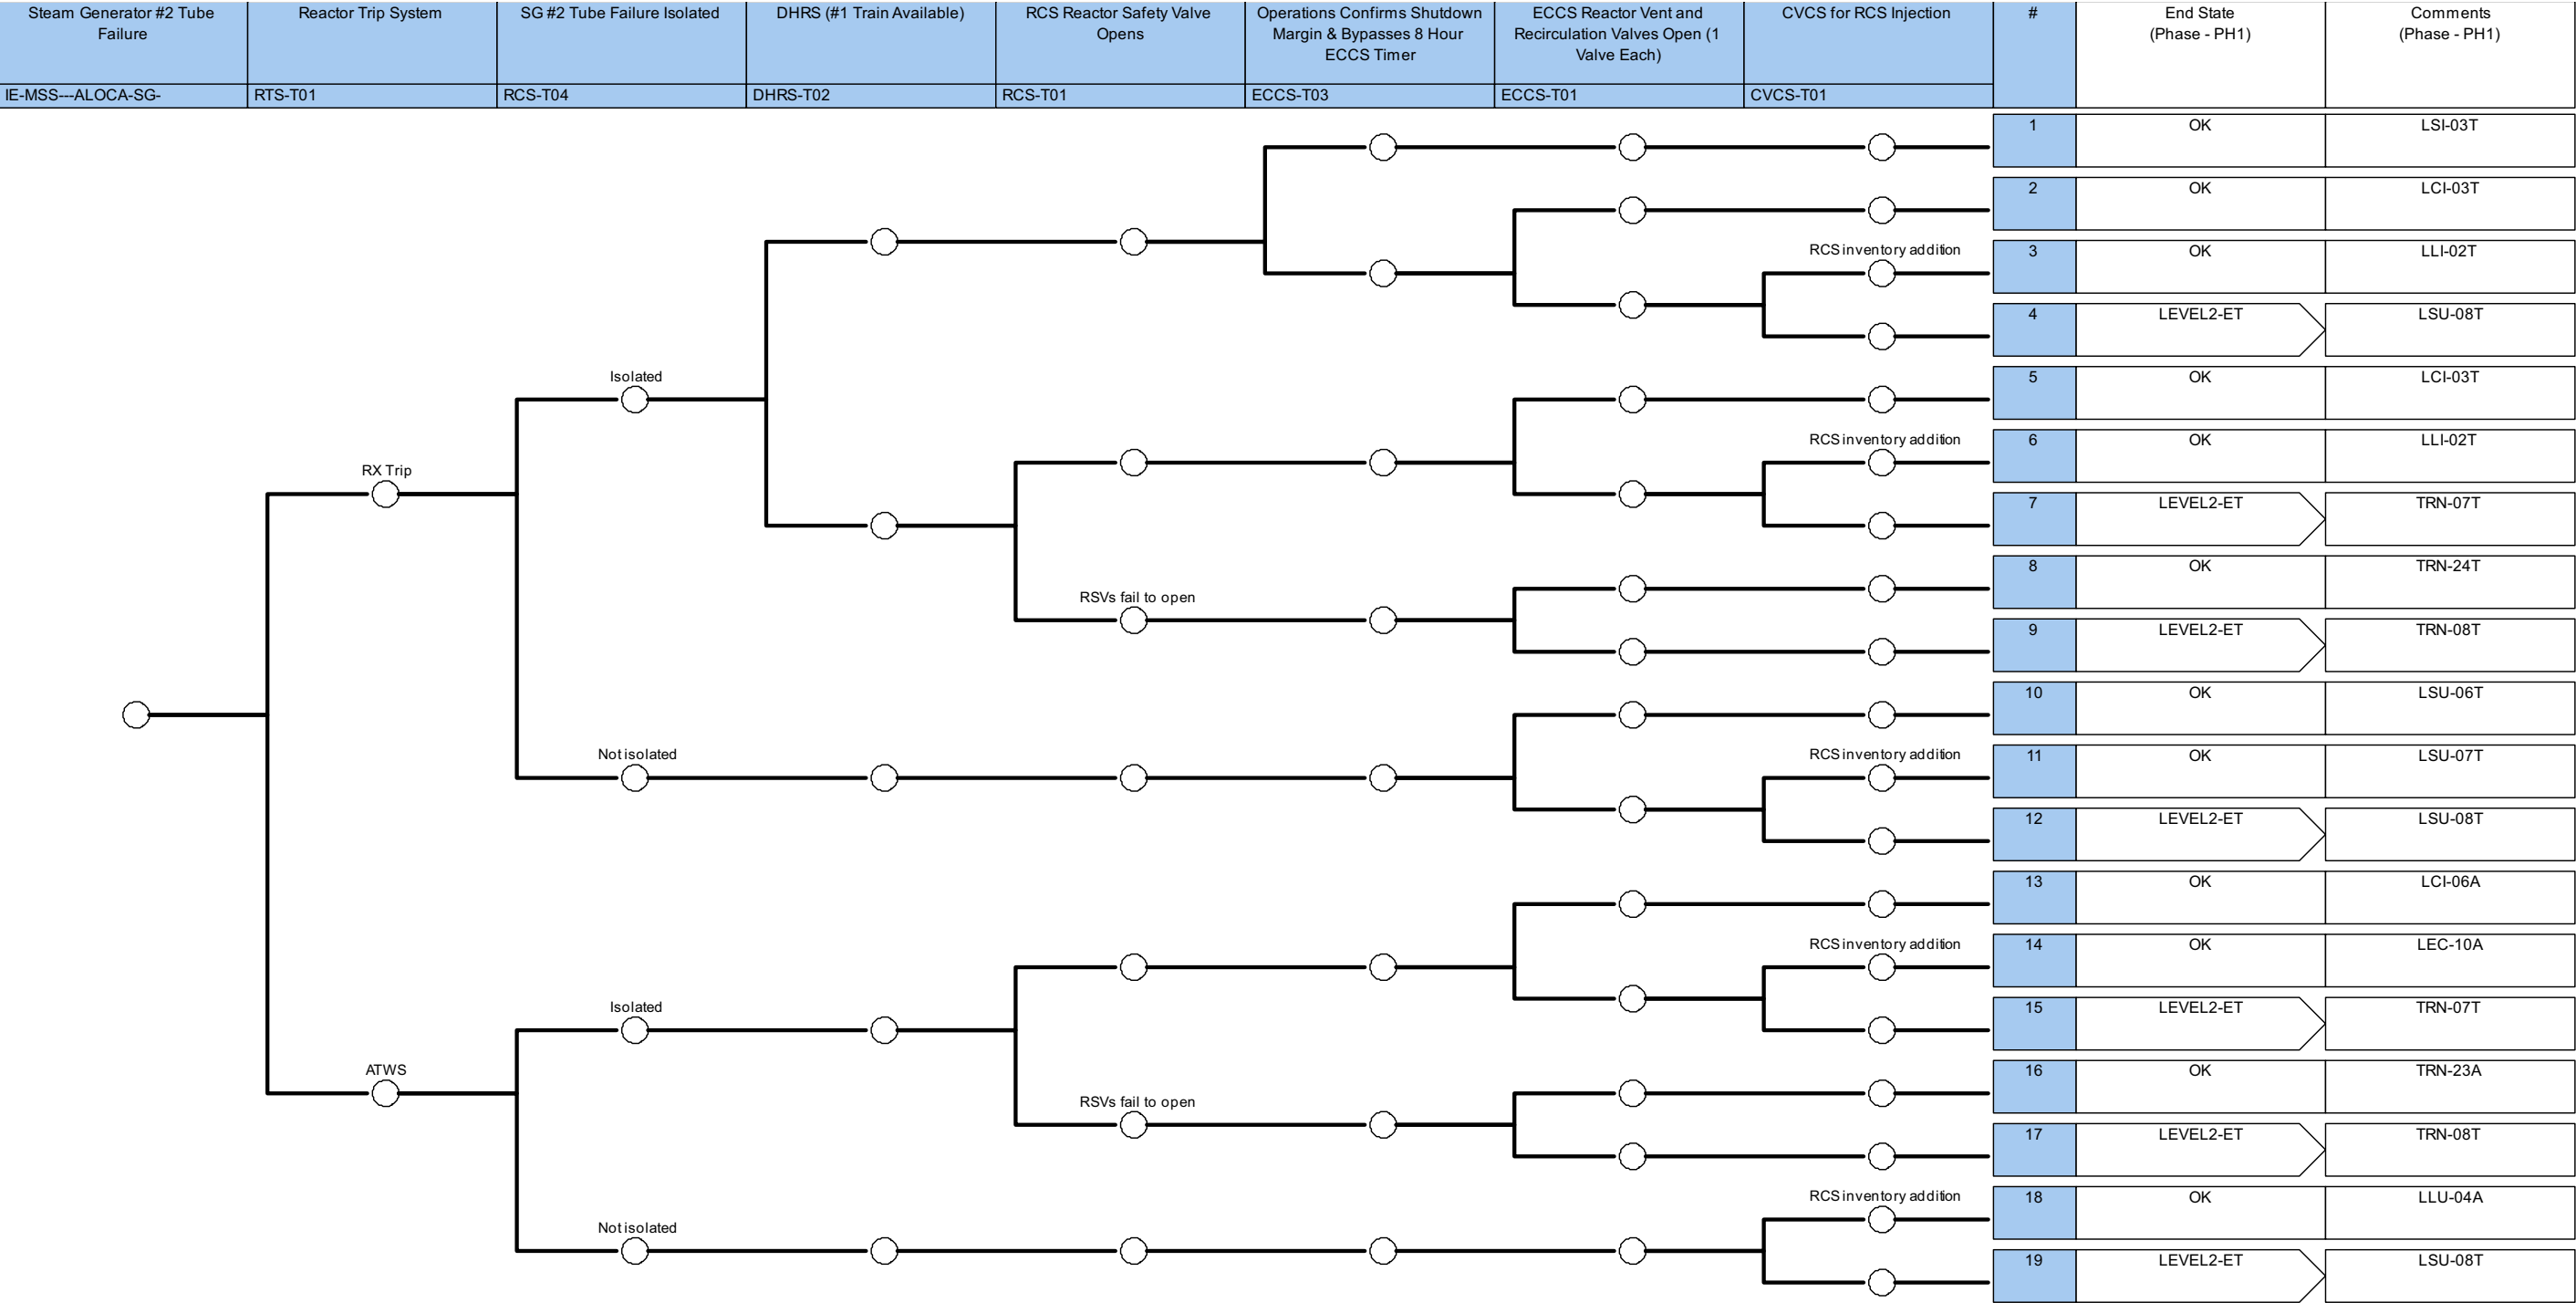 Steam Generator #2 Tube
Failure
Reactor Trip System
SG #2 Tube Failure Isolated
DHRS (#1 Train Available)
RCS Reactor Safety Valve
Opens
Operations Confirms Shutdown
Margin & Bypasses 8 Hour
ECCS Timer
ECCS Reactor Vent and
Recirculation Valves Open (1
Valve Each)
CVCS for RCS Injection
#
End State
(Phase - PH1)
Comments
(Phase - PH1)
IE-MSS---ALOCA-SG-
RTS-T01
RCS-T04
DHRS-T02
RCS-T01
ECCS-T03
ECCS-T01
CVCS-T01
1 OK LSI-03T
2 OK LCI-03T
RCS inventory addition
3 OK LLI-02T
4 LEVEL2-ET LSU-08T
Isolated
5 OK LCI-03T
RCS inventory addition
6 OK LLI-02T
RX Trip
7 LEVEL2-ET TRN-07T
8 OK TRN-24T
RSVs fail to open
9 LEVEL2-ET TRN-08T
10 OK LSU-06T
Not isolated
RCS inventory addition
11 OK LSU-07T
12 LEVEL2-ET LSU-08T
13 OK LCI-06A
RCS inventory addition
14 OK LEC-10A
Isolated
15 LEVEL2-ET TRN-07T
ATWS
16 OK TRN-23A
RSVs fail to open
17 LEVEL2-ET TRN-08T
RCS inventory addition
18 OK LLU-04A
Not isolated
19 LEVEL2-ET LSU-08T